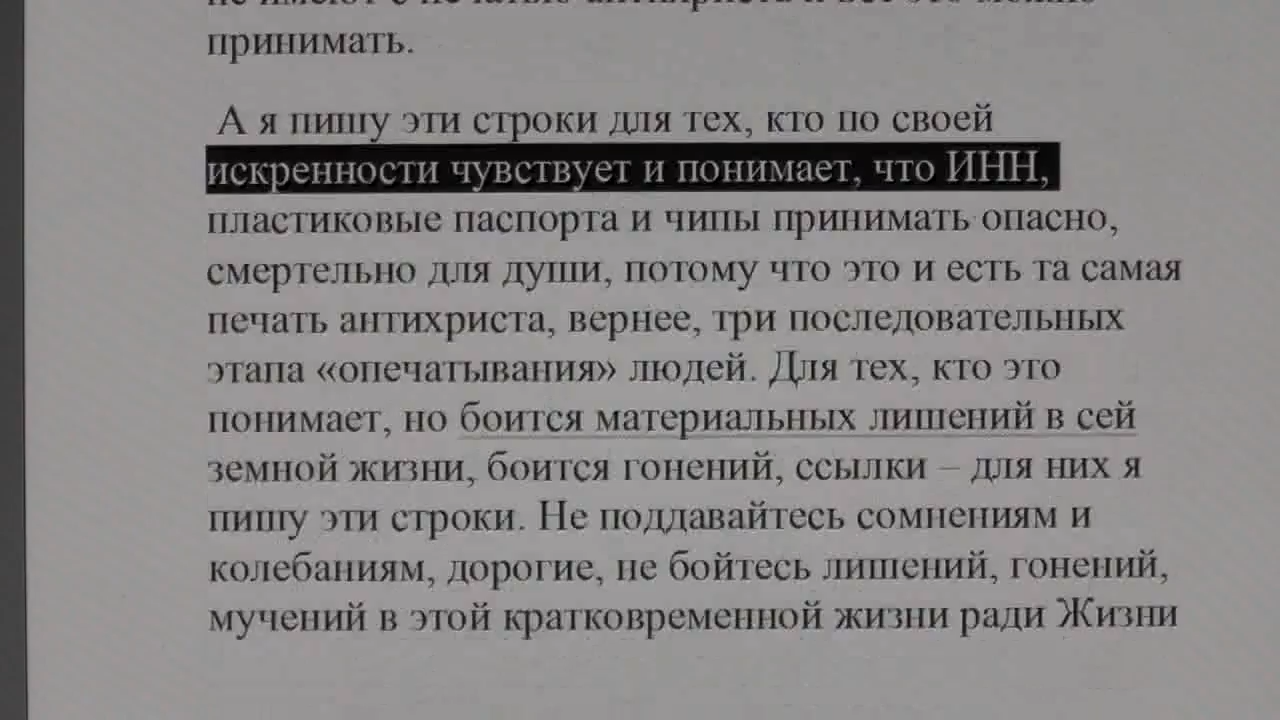 принимать.
А я пишу эти строки для тех, кто по своей
искренности чувствует и понимает, что ИНН,
пластиковые паспорта и чипы принимать опасно,
смертельно для души, потому что это и есть та самая
печать антихриста, вернее, три последовательных
этапа «опечатывания» людей. Для тех, кто это
понимает, но боится материальных лишений в сей
земной жизни, боится гонений, ссылки – для них я
пишу эти строки. Не поддавайтесь сомнениям и
колебаниям, дорогие, не бойтесь лишений, гонений,
мучений в этой кратковременной жизни ради Жизни